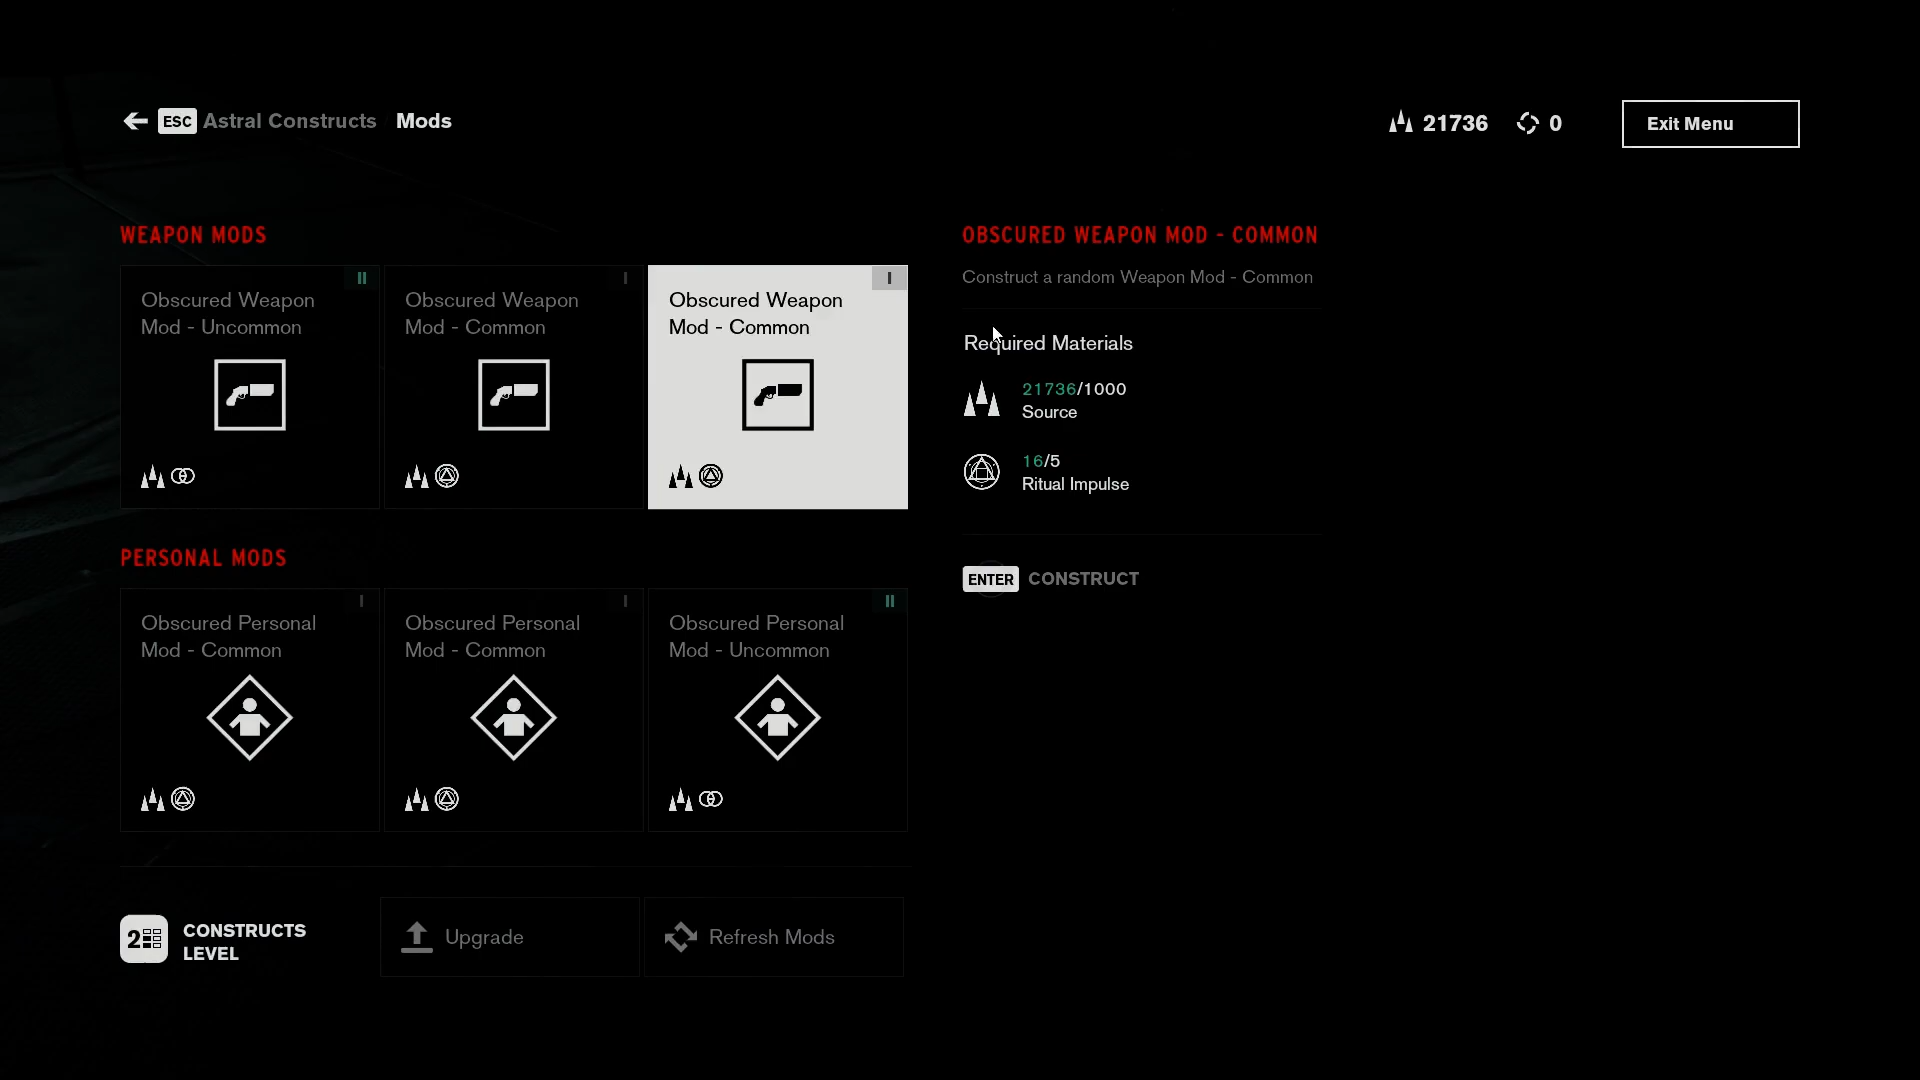 ESC Astral Constructs Mods
21736 0 Exit Menu
WEAPON MODS
II
Obscured Weapon
Mod - Uncommon
I
Obscured Weapon
Mod - Common
I
Obscured Weapon
Mod - Common
PERSONAL MODS
I
Obscured Personal
Mod - Common
I
Obscured Personal
Mod - Common
II
Obscured Personal
Mod - Uncommon
2 CONSTRUCTS
LEVEL
Upgrade
Refresh Mods
OBSCURED WEAPON MOD - COMMON
Construct a random Weapon Mod - Common
Required Materials
21736/1000
Source
16/5
Ritual Impulse
ENTER CONSTRUCT